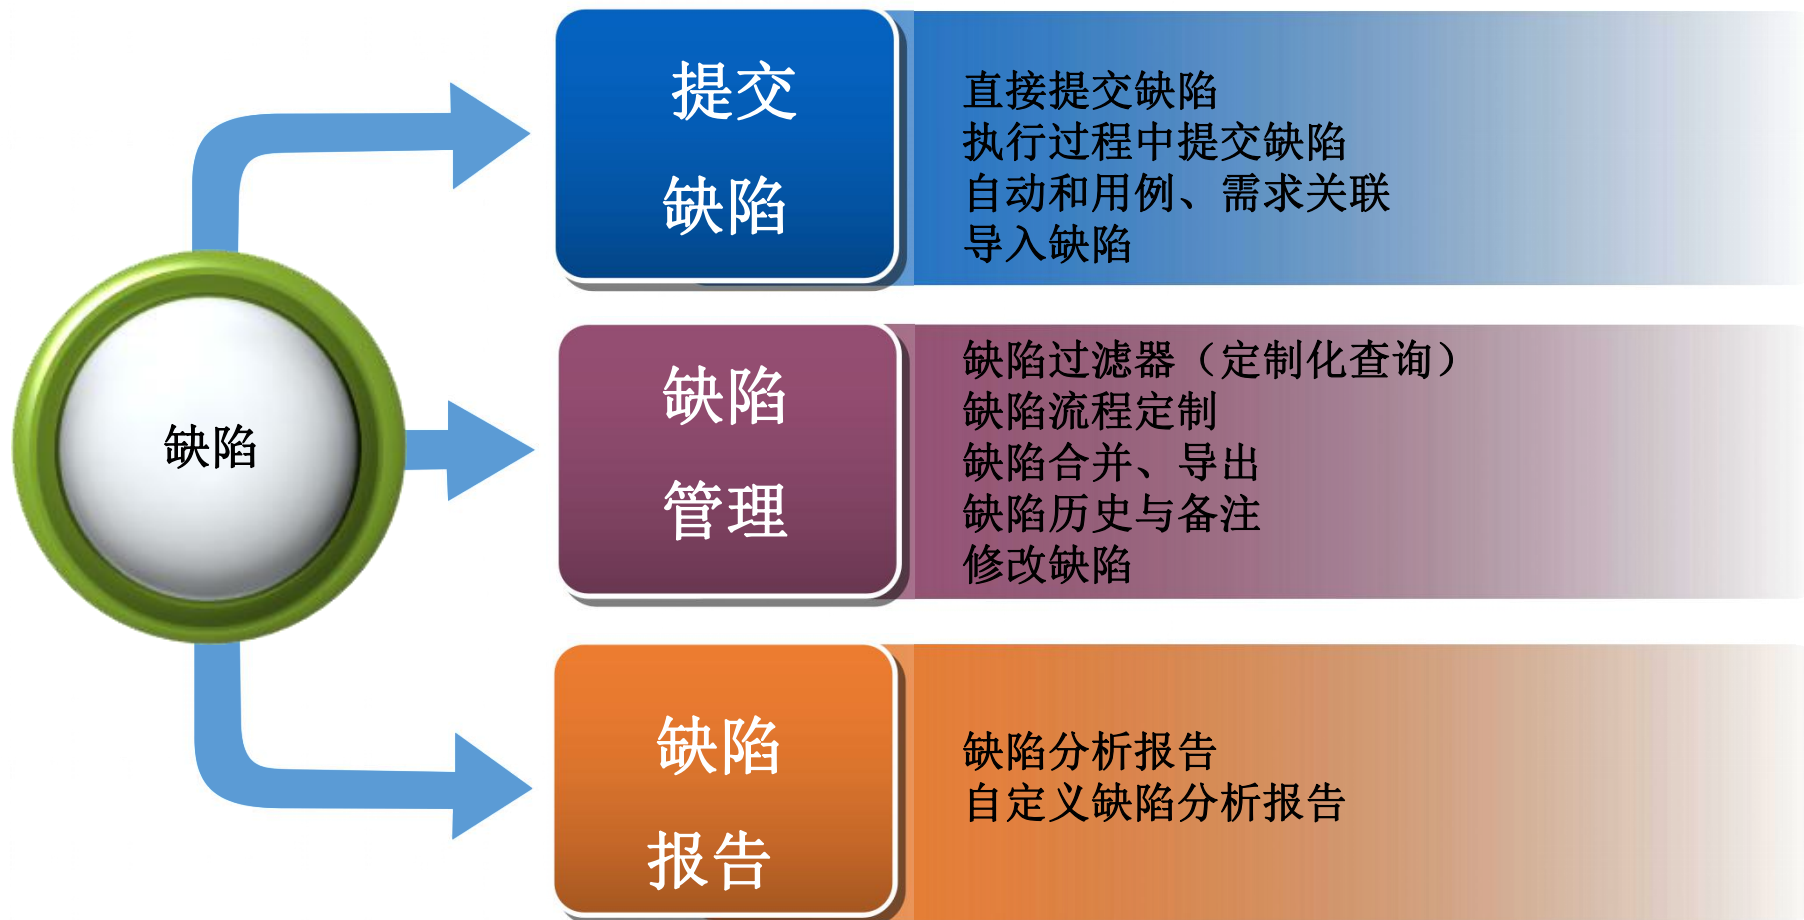 缺陷
提交
缺陷
直接提交缺陷
执行过程中提交缺陷
自动和用例、需求关联
导入缺陷
缺陷
管理
缺陷过滤器（定制化查询）
缺陷流程定制
缺陷合并、导出
缺陷历史与备注
修改缺陷
缺陷
报告
缺陷分析报告
自定义缺陷分析报告